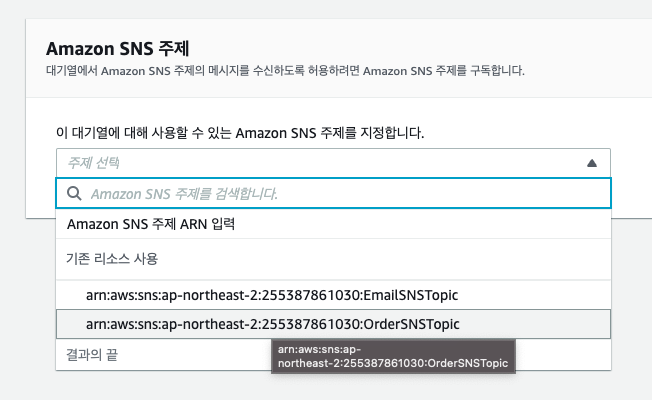 Amazon SNS 주제
대기열에서 Amazon SNS 주제의 메시지를 수신하도록 허용하려면 Amazon SNS 주제를 구독합니다.
이 대기열에 대해 사용할 수 있는 Amazon SNS 주제를 지정합니다.
주제 선택
Amazon SNS 주제를 검색합니다.
Amazon SNS 주제 ARN 입력
기존 리소스 사용
arn:aws:sns:ap-northeast-2:255387861030:EmailSNSTopic
arn:aws:sns:ap-northeast-2:255387861030:OrderSNSTopic
결과의 끝
arn:aws:sns:ap-
northeast-2:255387861030:OrderSNSTopic